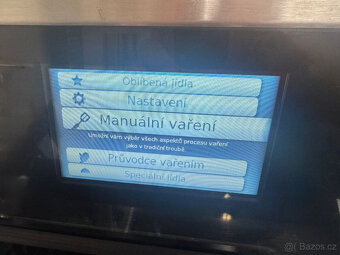 Oblíbená jídla
Nastavení
Manuální vaření
Umožní vám výběr všech aspektů procesu vaření
jako v tradiční troubě.
Průvodce vařením
Speciální jídla
Bazos.cz